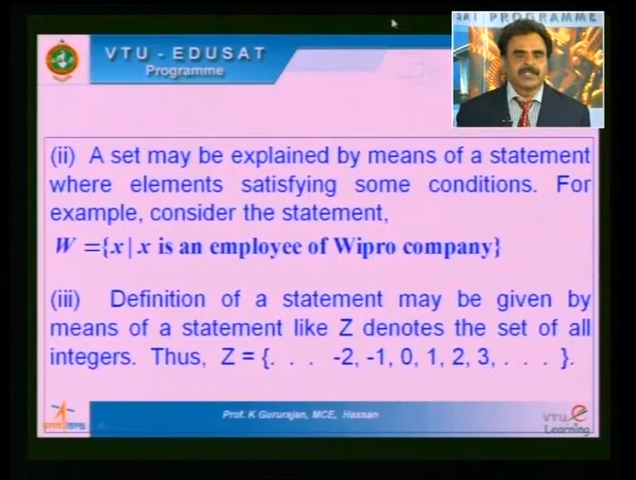 VTU - EDUSAT
Programme
PROGRAMME
(ii) A set may be explained by means of a statement
where elements satisfying some conditions. For
example, consider the statement,
W = {x | x is an employee of Wipro company}
(iii) Definition of a statement may be given by
means of a statement like Z denotes the set of all
integers. Thus, Z = {. . . -2, -1, 0, 1, 2, 3, . . . }.
Prof. K Gururajan, MCE, Hassan
VTU e
Learning